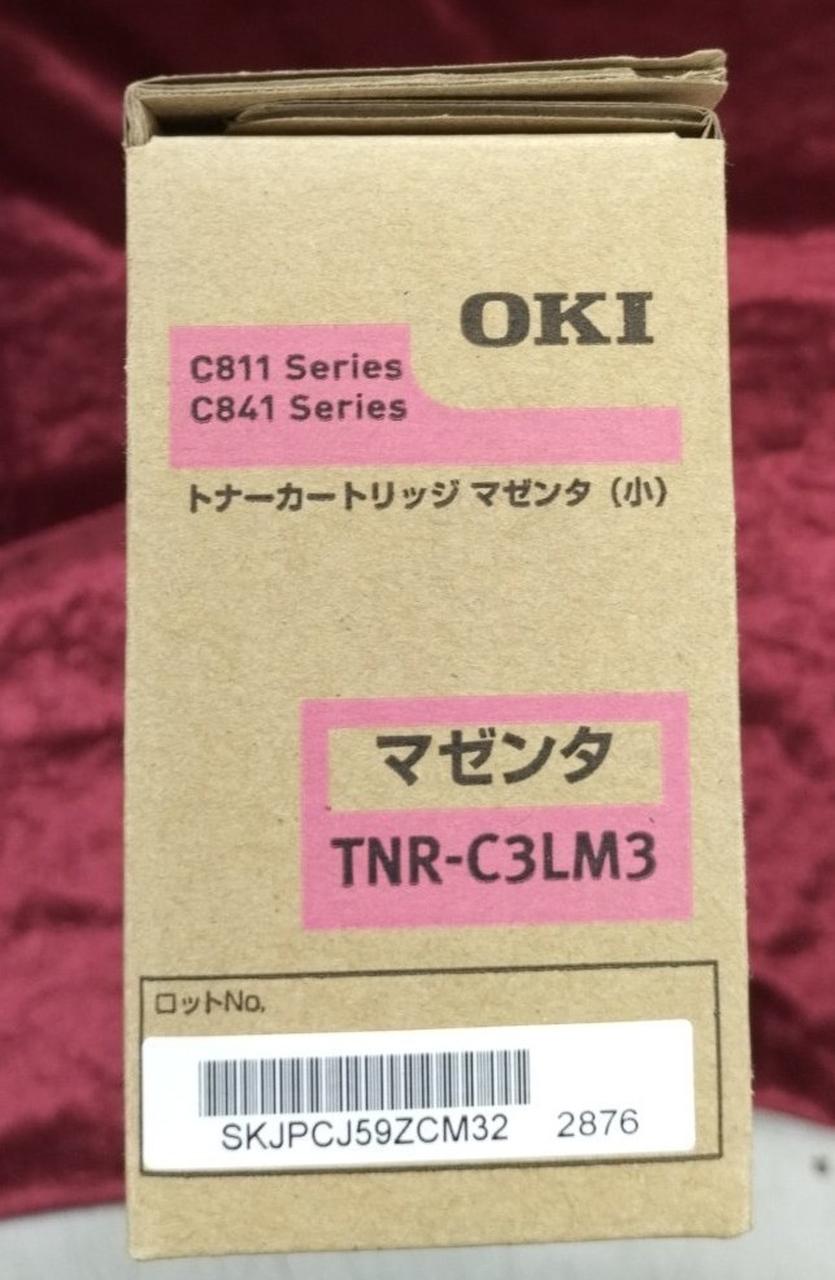 OKI
C811 Series
C841 Series
トナーカートリッジ マゼンタ（小）
マゼンタ
TNR-C3LM3
ロットNo.
SKJPCJ59ZCM32 2876